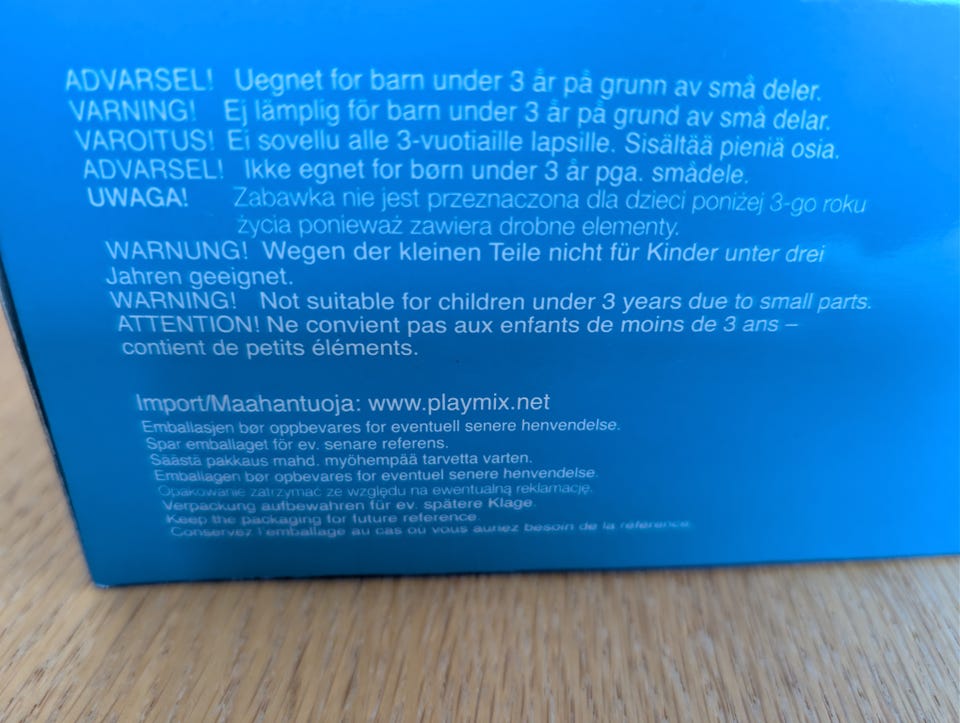 ADVARSEL! Uegnet for barn under 3 år på grunn av små deler.
VARNING! Ej lämplig för barn under 3 år på grund av små delar.
VAROITUS! Ei sovellu alle 3-vuotiaille lapsille. Sisältää pieniä osia.
ADVARSEL! Ikke egnet for børn under 3 år pga. smådele.
UWAGA! Zabawka nie jest przeznaczona dla dzieci poniżej 3-go roku
życia ponieważ zawiera drobne elementy.
WARNUNG! Wegen der kleinen Teile nicht für Kinder unter drei
Jahren geeignet.
WARNING! Not suitable for children under 3 years due to small parts.
ATTENTION! Ne convient pas aux enfants de moins de 3 ans –
contient de petits éléments.
Import/Maahantuoja: www.playmix.net
Emballasjen bør oppbevares for eventuell senere henvendelse.
Spar emballaget för ev. senare referens.
Säästä pakkaus mahd. myöhempää tarvetta varten.
Emballagen bør opbevares for eventuel senere henvendelse.
Opakowanie zatrzymać ze względu na ewentualną reklamację.
Verpackung aufbewahren für ev. spätere Klage.
Keep the packaging for future reference.
Conservez l'emballage au cas où vous auriez besoin de la référence.